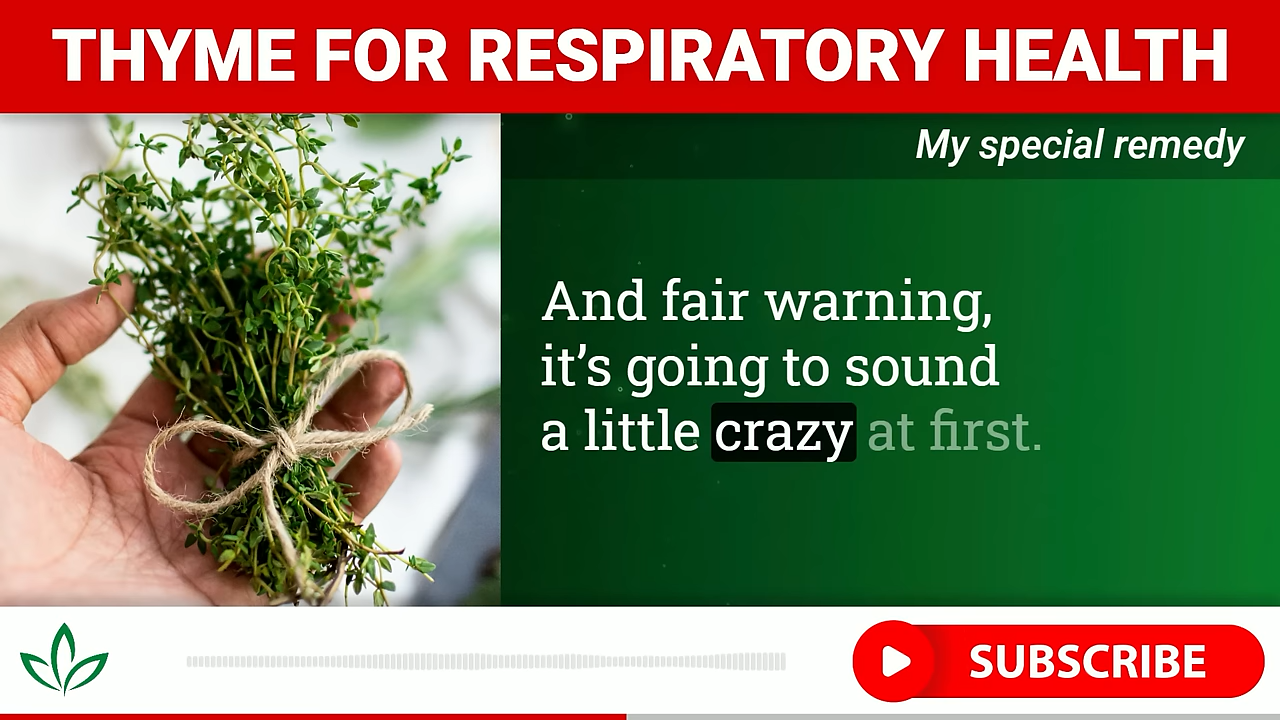 THYME FOR RESPIRATORY HEALTH
My special remedy
And fair warning,
it’s going to sound
a little crazy at first.
SUBSCRIBE